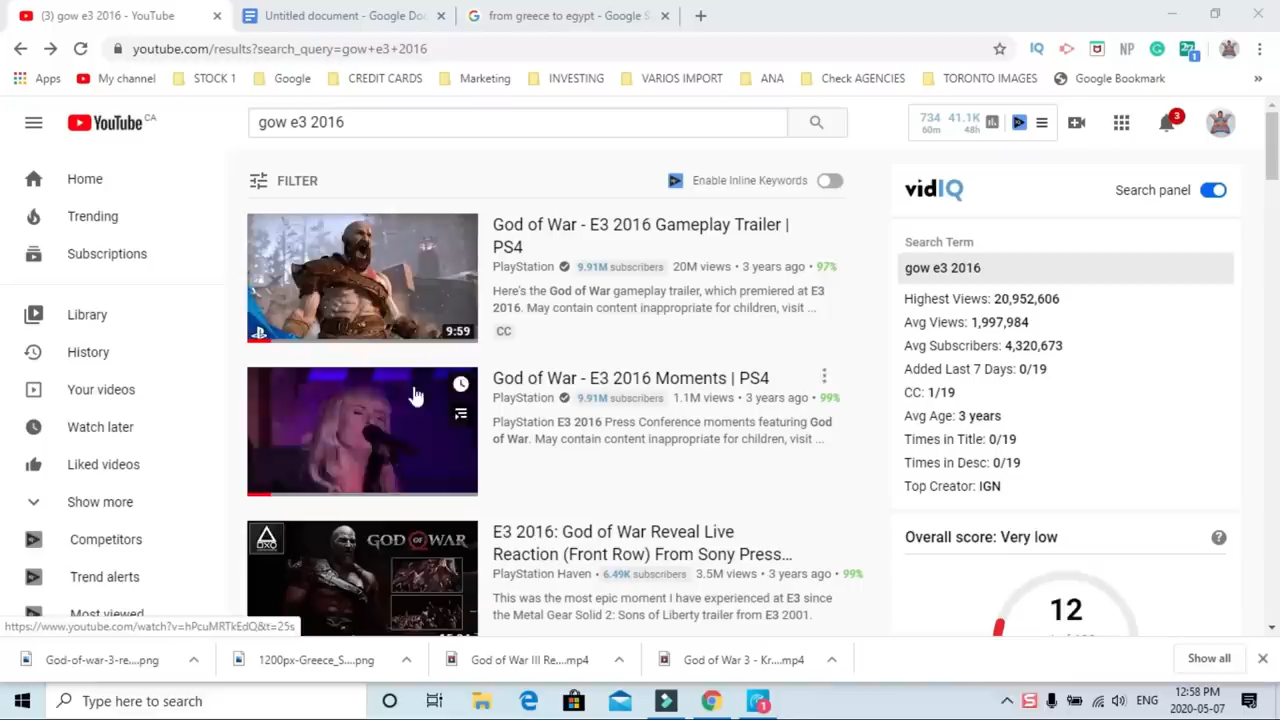 (3) gow e3 2016 - YouTube
Untitled document - Google Doc
from greece to egypt - Google S
youtube.com/results?search_query=gow+e3+2016
IQ
NP
1
Apps
My channel
STOCK 1
Google
CREDIT CARDS
Marketing
INVESTING
VARIOS IMPORT
ANA
Check AGENCIES
TORONTO IMAGES
Google Bookmark
»
YouTube CA
gow e3 2016
734 41.1K
60m 48h
3
Home
Trending
Subscriptions
Library
History
Your videos
Watch later
Liked videos
Show more
Competitors
Trend alerts
Most viewed
FILTER
Enable Inline Keywords
9:59
God of War - E3 2016 Gameplay Trailer |
PS4
PlayStation 9.91M subscribers 20M views • 3 years ago • 97%
Here's the God of War gameplay trailer, which premiered at E3
2016. May contain content inappropriate for children, visit ...
CC
God of War - E3 2016 Moments | PS4
PlayStation 9.91M subscribers 1.1M views • 3 years ago • 99%
PlayStation E3 2016 Press Conference moments featuring God
of War. May contain content inappropriate for children, visit ...
GOD OF WAR
E3 2016: God of War Reveal Live
Reaction (Front Row) From Sony Press...
PlayStation Haven • 6.49K subscribers 3.5M views • 3 years ago • 99%
This was the most epic moment I have experienced at E3 since
the Metal Gear Solid 2: Sons of Liberty trailer from E3 2001.
vidIQ
Search panel
Search Term
gow e3 2016
Highest Views: 20,952,606
Avg Views: 1,997,984
Avg Subscribers: 4,320,673
Added Last 7 Days: 0/19
CC: 1/19
Avg Age: 3 years
Times in Title: 0/19
Times in Desc: 0/19
Top Creator: IGN
Overall score: Very low
?
12
https://www.youtube.com/watch?v=hPcuMRTkEdQ&t=25s
God-of-war-3-re....png
1200px-Greece_S....png
God of War III Re....mp4
God of War 3 - Kr....mp4
Show all
Type here to search
1
ENG
12:58 PM
2020-05-07